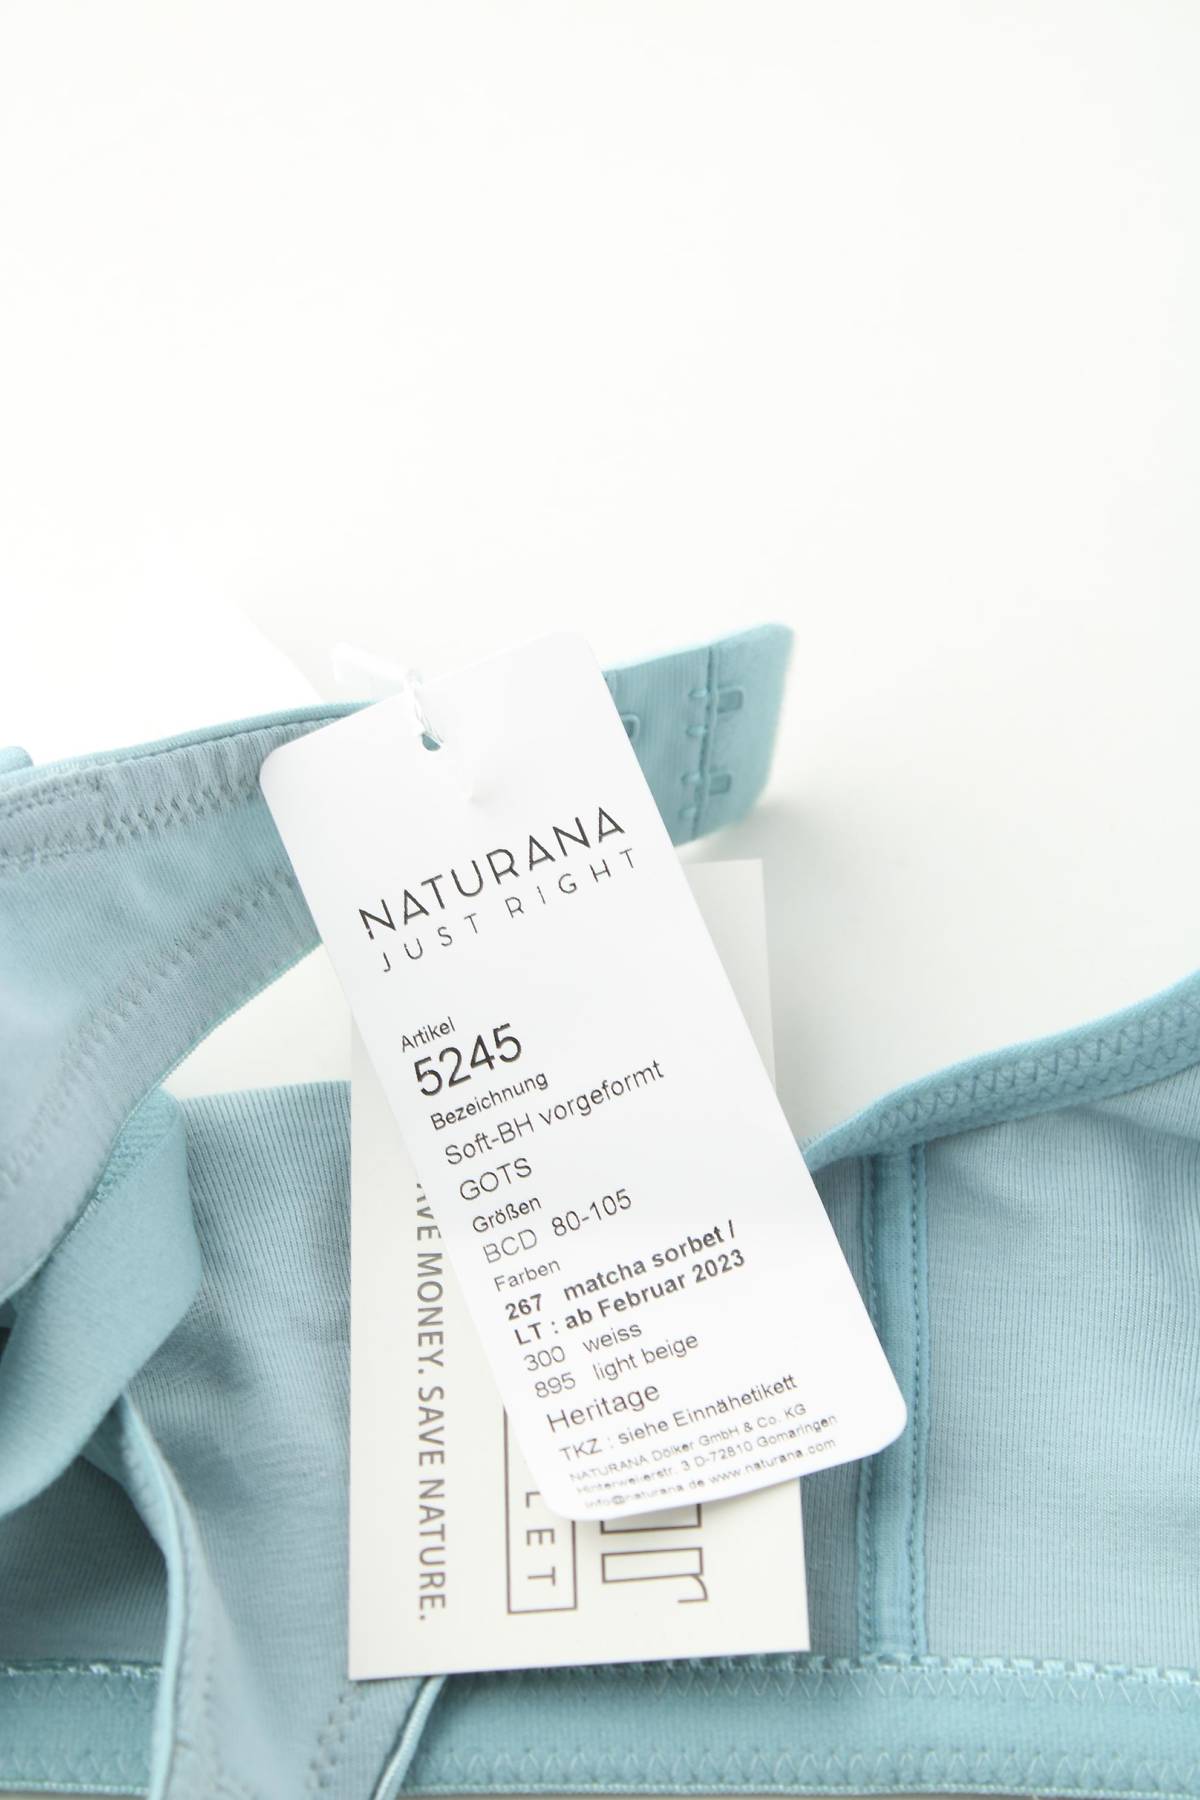 NATURANA
JUST RIGHT
Artikel
5245
Bezeichnung
Soft-BH vorgeformt
GOTS
Größen
BCD 80-105
Farben
267 matcha sorbet /
LT : ab Februar 2023
300 weiss
895 light beige
Heritage
TKZ : siehe Einnähetikett
NATURANA Dölker GmbH & Co. KG
Hinterweilerstr. 3 D-72810 Gomaringen
info@naturana.de www.naturana.com
MONEY. SAVE NATURE.
LET